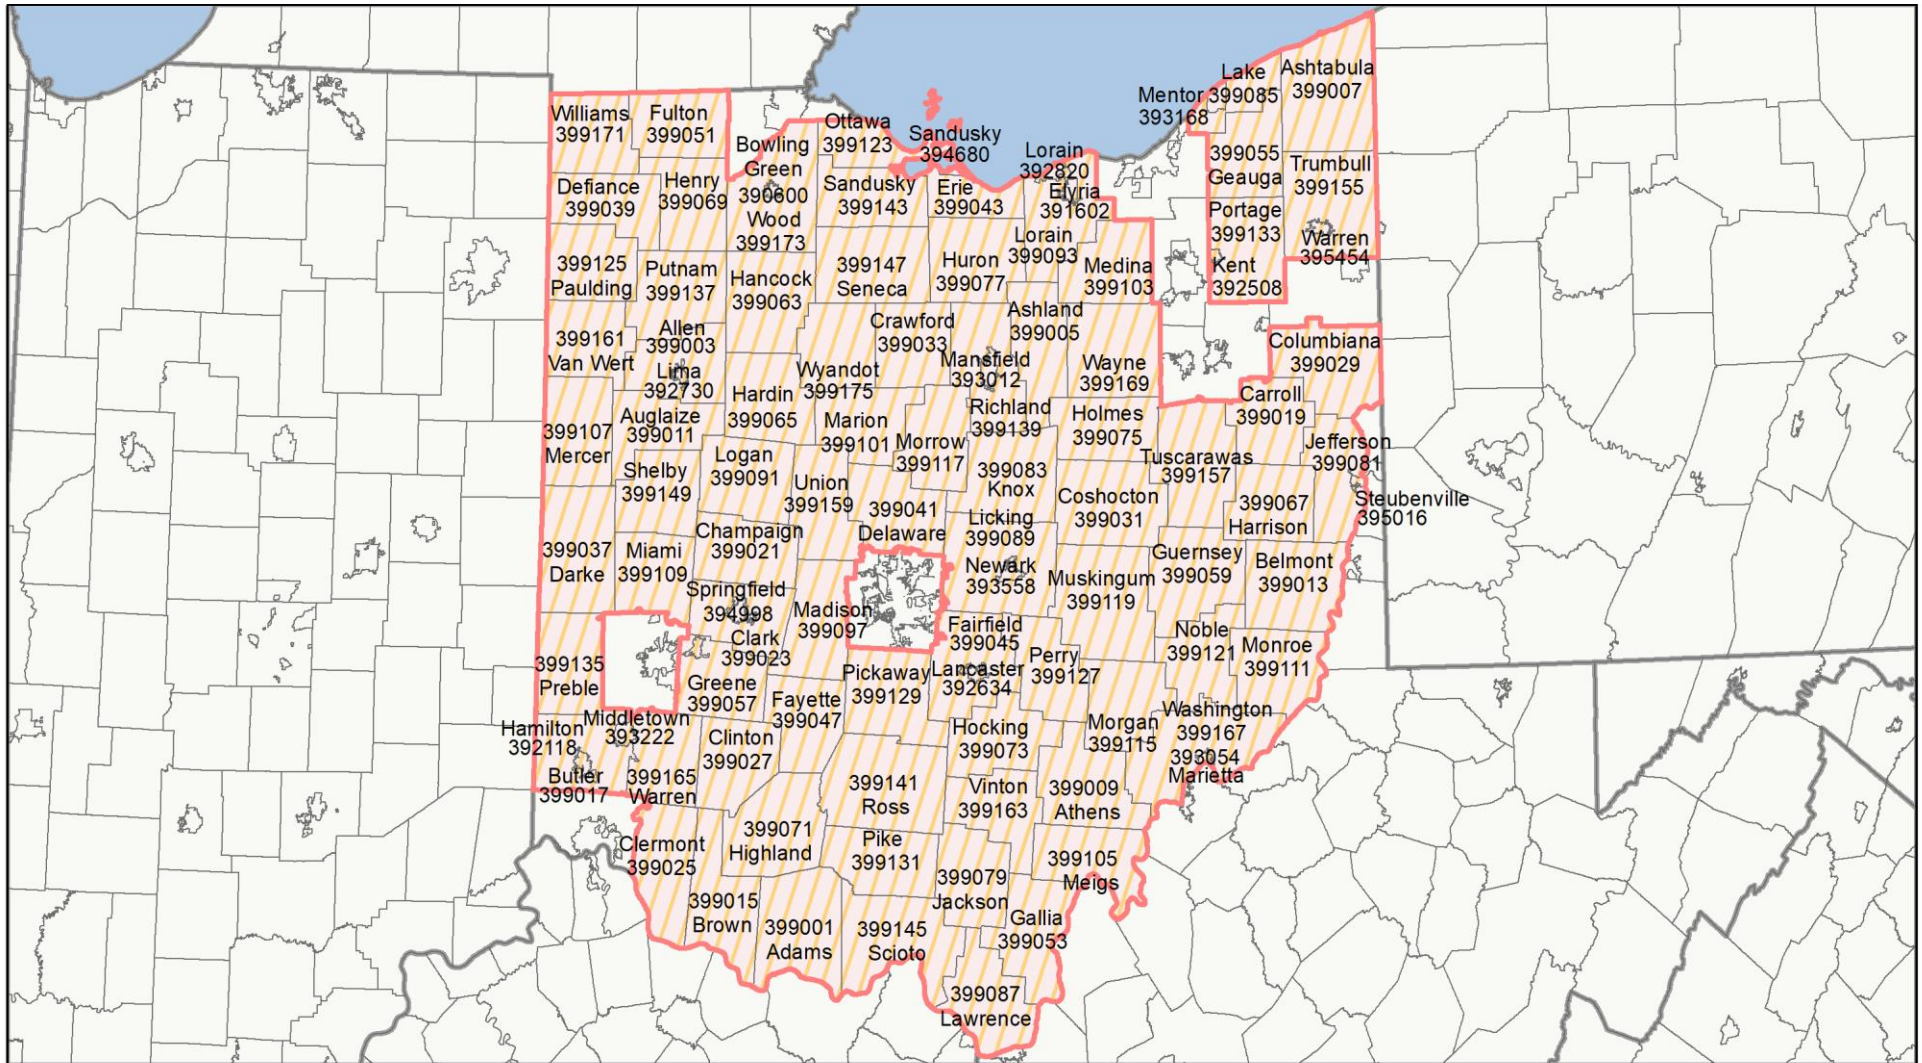 Lake
399085
Ashtabula
399007
Mentor
393168
Williams
399171
Fulton
399051
Ottawa
399123
Sandusky
394680
Bowling
Green
390800
Lorain
392820
399055
Geauga
Trumbull
399155
Defiance
399039
Henry
399069
Sandusky
399143
Erie
399043
Elyria
391602
Wood
399173
Portage
399133
Warren
395454
Lorain
399093
399125
Paulding
Putnam
399137
Hancock
399063
399147
Seneca
Huron
399077
Medina
399103
Kent
392508
Ashland
399005
Crawford
399033
399161
Van Wert
Allen
399003
Columbiana
399029
Lima
392730
Wyandot
399175
Mansfield
393012
Wayne
399169
Hardin
399065
Carroll
399019
Auglaize
399011
Marion
399101
Richland
399139
Holmes
399075
399107
Mercer
Morrow
399117
Jefferson
399081
Logan
399091
Tuscarawas
399157
Shelby
399149
399083
Knox
Union
399159
Coshocton
399031
399067
Harrison
Steubenville
395016
399041
Delaware
Licking
399089
Champaign
399021
399037
Darke
Miami
399109
Guernsey
399059
Belmont
399013
Newark
393558
Muskingum
399119
Springfield
394998
Madison
399097
Fairfield
399045
Clark
399023
Noble
399121
Monroe
399111
399135
Preble
Perry
399127
Pickaway
399129
Lancaster
392634
Greene
399057
Fayette
399047
Washington
399167
Hamilton
392118
Middletown
393222
Hocking
399073
Morgan
399115
Clinton
399027
393054
Marietta
Butler
399017
399165
Warren
399141
Ross
Vinton
399163
399009
Athens
399071
Highland
Clermont
399025
Pike
399131
399105
Meigs
399079
Jackson
399015
Brown
Gallia
399053
399001
Adams
399145
Scioto
399087
Lawrence